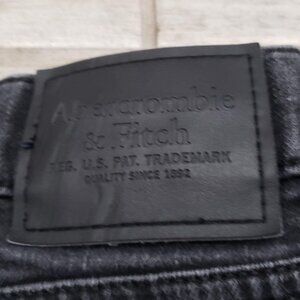 Abercrombie
& Fitch
REG. U.S. PAT. TRADEMARK
QUALITY SINCE 1892